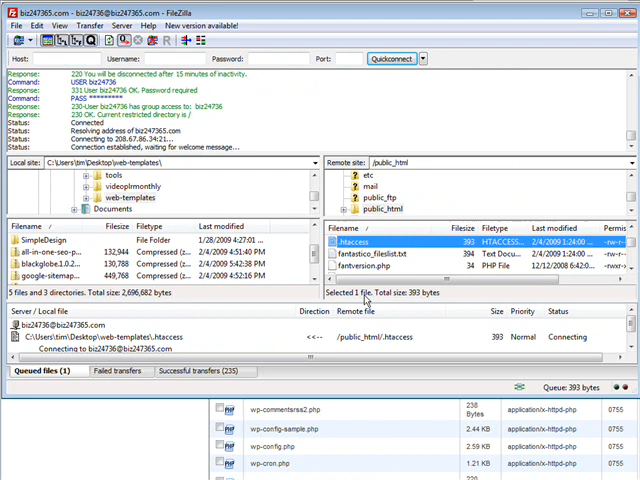 biz247365.com - biz24736@biz247365.com - FileZilla
File Edit View Transfer Server Help New version available!
Host: Username: Password: Port: Quickconnect
Response: 220 You will be disconnected after 15 minutes of inactivity.
Command: USER biz24736
Response: 331 User biz24736 OK. Password required
Command: PASS *********
Response: 230-User biz24736 has group access to: biz24736
Response: 230 OK. Current restricted directory is /
Status: Connected
Status: Resolving address of biz247365.com
Status: Connecting to 208.67.86.34:21...
Status: Connection established, waiting for welcome message...
Local site: C:\Users\tim\Desktop\web-templates\ Remote site: /public_html
tools
videoplrmonthly
web-templates
Documents
etc
mail
public_ftp
public_html
Filename / Filesize Filetype Last modified
SimpleDesign File Folder 1/28/2009 4:27:01 ...
all-in-one-seo-p... 132,944 Compressed (z... 2/4/2009 4:51:40 PM
blackglobe.1.0.2... 130,788 Compressed (z... 2/4/2009 5:42:38 PM
google-sitemap... 449,768 Compressed (z... 2/4/2009 4:52:16 PM
Filename / Filesize Filetype Last modified Permis
.htaccess 393 HTACCESS... 2/4/2009 1:24:00 ... -rw-r--
fantastico_fileslist.txt 394 Text Docu... 2/4/2009 1:24:00 ... -rw-r--
fantversion.php 34 PHP File 12/12/2008 6:42... -rw-r--
5 files and 3 directories. Total size: 2,696,682 bytes
Selected 1 file. Total size: 393 bytes
Server / Local file Direction Remote file Size Priority Status
biz24736@biz247365.com
C:\Users\tim\Desktop\web-templates\.htaccess <<-- /public_html/.htaccess 393 Normal Connecting
Connecting to biz24736@biz247365.com
Queued files (1) Failed transfers Successful transfers (235)
Queue: 393 bytes
wp-commentsrss2.php 238 Bytes application/x-httpd-php 0755
wp-config-sample.php 2.44 KB application/x-httpd-php 0755
wp-config.php 2.59 KB application/x-httpd-php 0755
wp-cron.php 1.21 KB application/x-httpd-php 0755